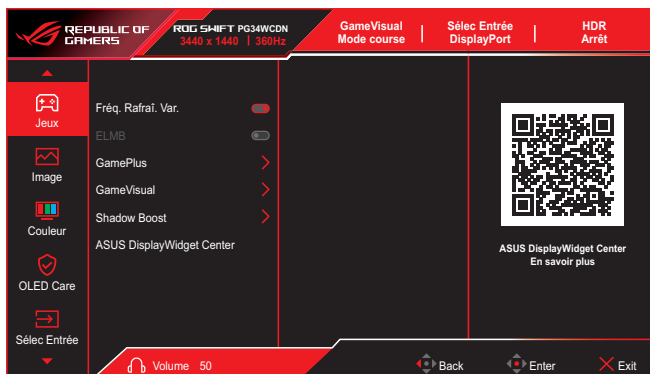 REPUBLIC OF
GAMERS
ROG SWIFT PG34WCDN
3440 x 1440 | 360Hz
GameVisual
Mode course
Sélec Entrée
DisplayPort
HDR
Arrêt
Jeux
Image
Couleur
OLED Care
Sélec Entrée
Fréq. Rafraî. Var.
ELMB
GamePlus
GameVisual
Shadow Boost
ASUS DisplayWidget Center
ASUS DisplayWidget Center
En savoir plus
Volume 50
Back
Enter
Exit